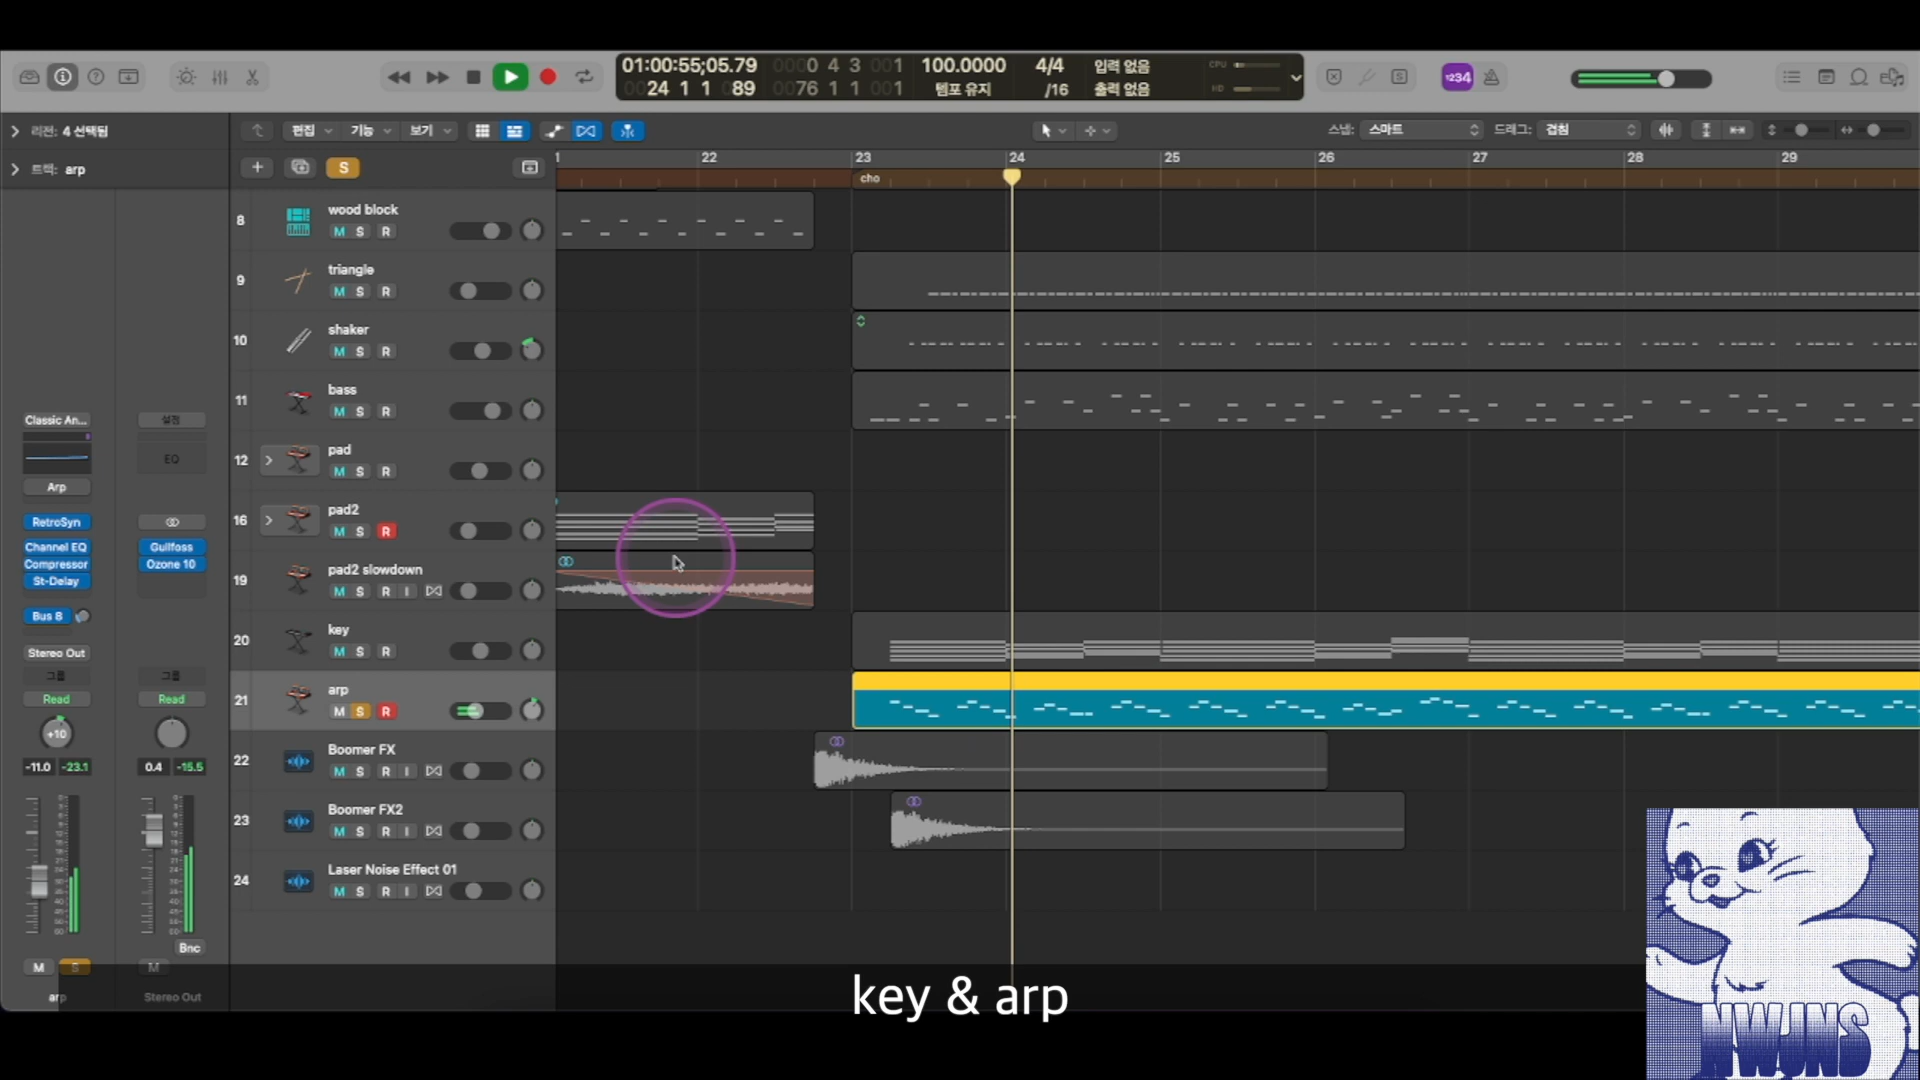 01:00:55;05.79
0000 4 3 001
100.0000
4/4
입력 없음
CPU
0024 1 1 089
0076 1 1 001
템포 유지
/16
출력 없음
HD
1234
리전: 4 선택됨
편집
기능
보기
스냅: 스마트
드래그: 겹침
트랙: arp
S
22
23
24
25
26
27
28
29
cho
8
wood block
M S R
9
triangle
M S R
10
shaker
M S R
11
bass
M S R
12
pad
M S R
16
pad2
M S R
19
pad2 slowdown
M S R I
20
key
M S R
21
arp
M S R
22
Boomer FX
M S R I
23
Boomer FX2
M S R I
24
Laser Noise Effect 01
M S R I
Classic An...
설정
EQ
Arp
RetroSyn
Channel EQ
Gullfoss
Compressor
Ozone 10
St-Delay
Bus 8
Stereo Out
그룹
그룹
Read
Read
+10
-11.0 -23.1
0.4 -15.5
Bnc
M S
M
arp
Stereo Out
key & arp
NWJNS